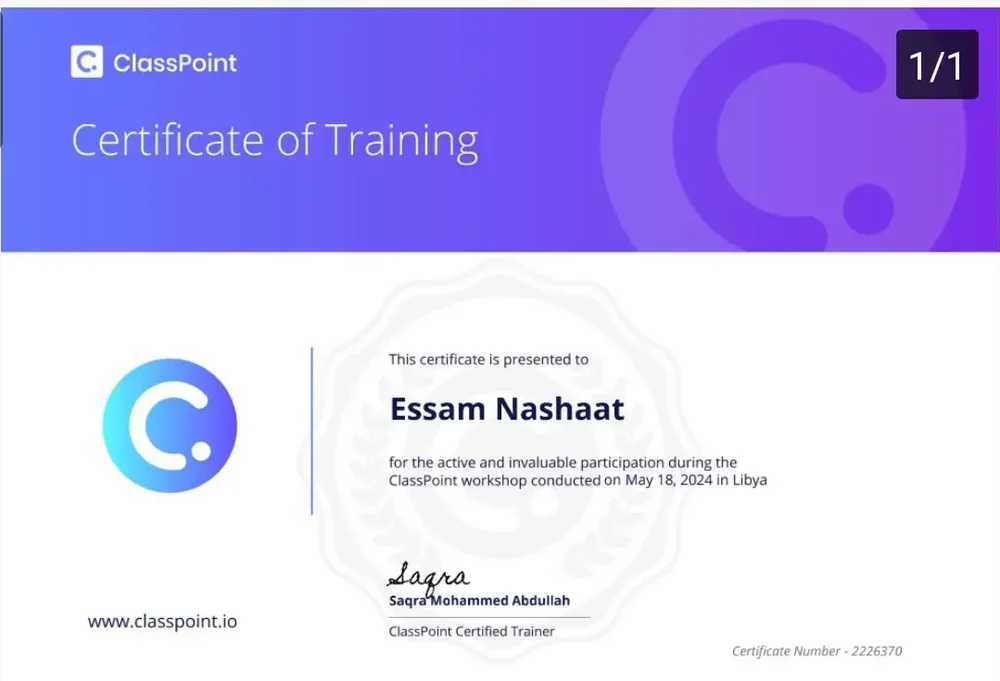 ClassPoint
1/1
Certificate of Training
This certificate is presented to
Essam Nashaat
for the active and invaluable participation during the
ClassPoint workshop conducted on May 18, 2024 in Libya
Saqra
Saqra Mohammed Abdullah
ClassPoint Certified Trainer
www.classpoint.io
Certificate Number - 2226370